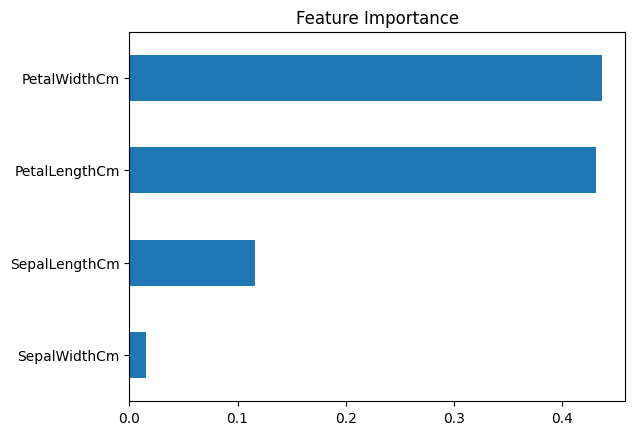 Feature Importance
PetalWidthCm
PetalLengthCm
SepalLengthCm
SepalWidthCm
0.0 0.1 0.2 0.3 0.4